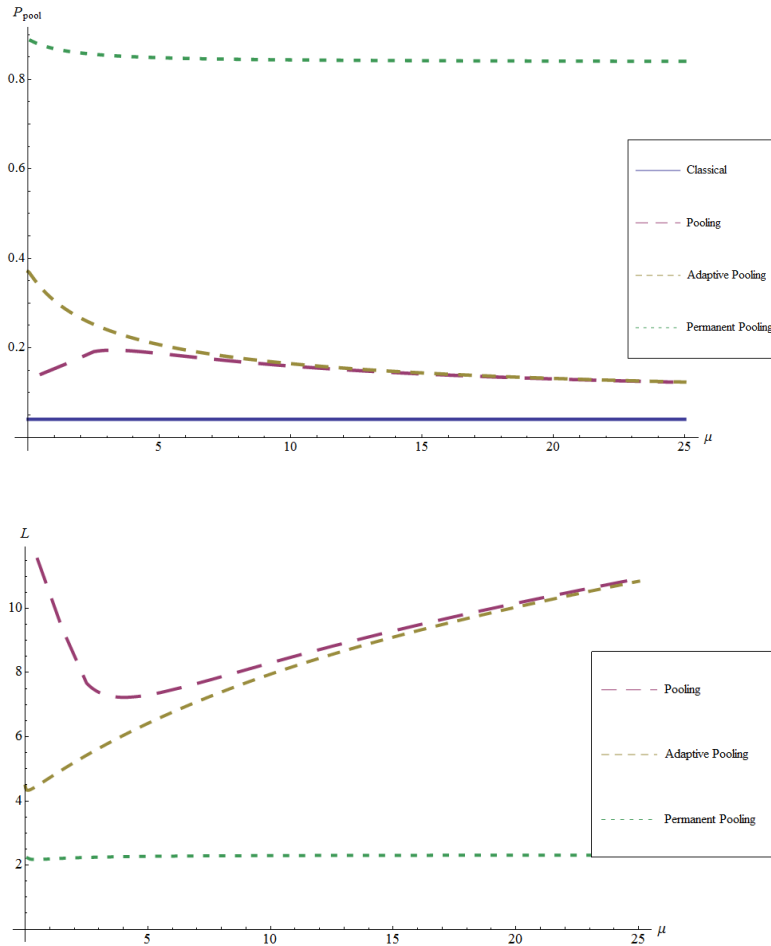 P_pool
0.8
0.6
0.4
0.2
5
10
15
20
25
μ
Classical
Pooling
Adaptive Pooling
Permanent Pooling
L
10
8
6
4
2
5
10
15
20
25
μ
Pooling
Adaptive Pooling
Permanent Pooling